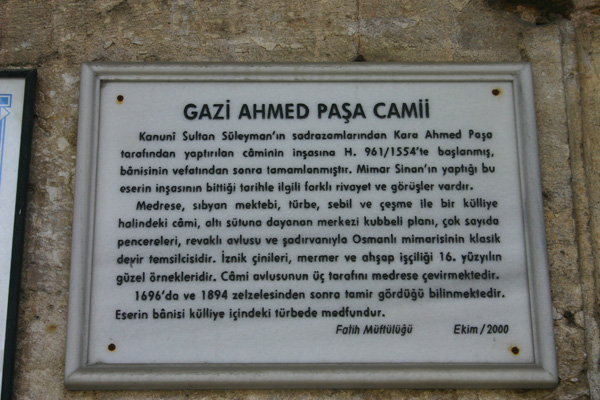 GAZİ AHMED PAŞA CAMİİ
Kanunî Sultan Süleyman'ın sadrazamlarından Kara Ahmed Paşa
tarafından yaptırılan câminin inşasına H. 961/1554'te başlanmış,
bânisinin vefatından sonra tamamlanmıştır. Mimar Sinan'ın yaptığı bu
eserin inşasının bittiği tarihle ilgili farklı rivayet ve görüşler vardır.
Medrese, sıbyan mektebi, türbe, sebil ve çeşme ile bir külliye
halindeki câmi, altı sütuna dayanan merkezi kubbeli planı, çok sayıda
pencereleri, revaklı avlusu ve şadırvanıyla Osmanlı mimarisinin klasik
deyir temsilcisidir. İznik çinileri, mermer ve ahşap işçiliği 16. yüzyılın
güzel örnekleridir. Câmi avlusunun üç tarafını medrese çevirmektedir.
1696'da ve 1894 zelzelesinden sonra tamir gördüğü bilinmektedir.
Eserin bânisi külliye içindeki türbede medfundur.
Fatih Müftülüğü Ekim/2000